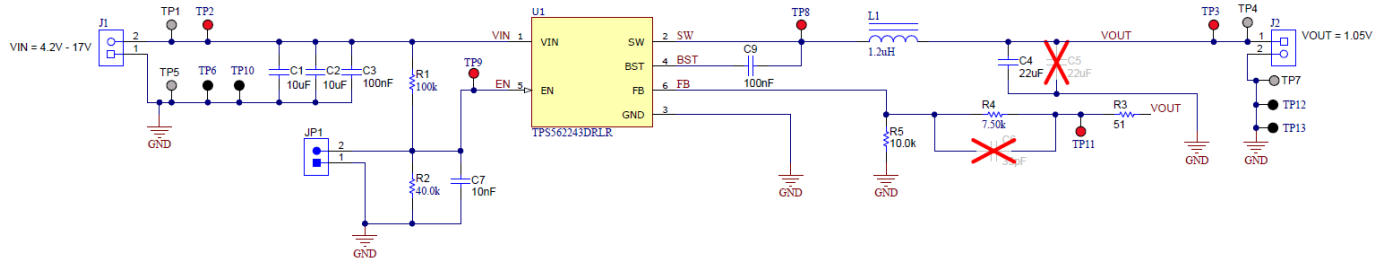 VIN = 4.2V - 17V
J1
2
1
TP1
TP2
TP5
TP6
TP10
GND
C1
10uF
C2
10uF
C3
100nF
R1
100k
JP1
2
1
R2
40.0k
C7
10nF
GND
TP9
VIN
EN
1
5
U1
VIN
EN
SW
BST
FB
GND
TPS562243DRLR
2
4
6
3
SW
BST
FB
C9
100nF
TP8
GND
L1
1.2uH
C4
22uF
C5
22uF
VOUT
TP3
TP4
J2
1
2
VOUT = 1.05V
TP7
TP12
TP13
GND
GND
R5
10.0k
GND
R4
7.50k
TP11
R3
51
VOUT